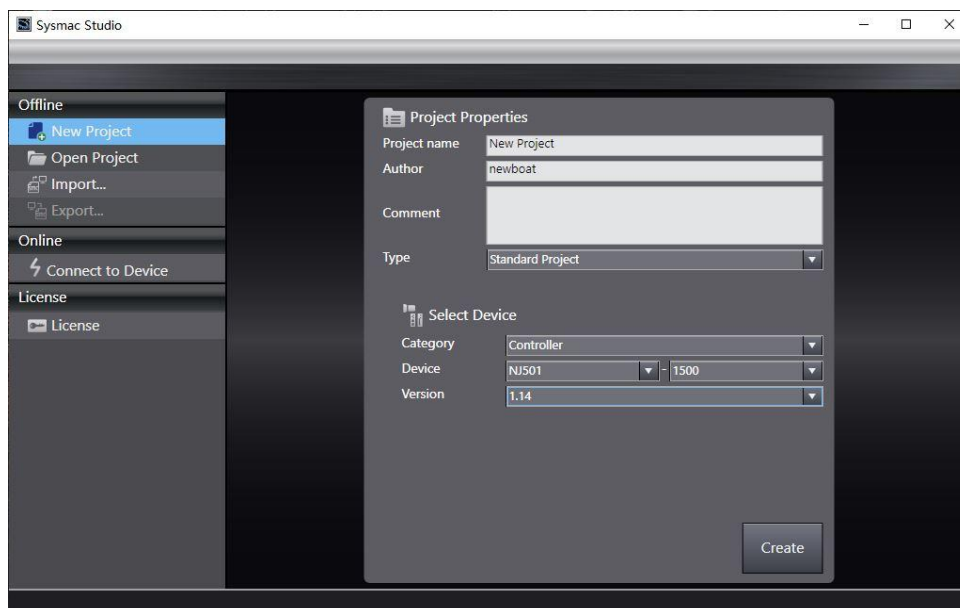 Sysmac Studio
Offline
New Project
Open Project
Import...
Export...
Online
Connect to Device
License
License
Project Properties
Project name New Project
Author newboat
Comment
Type Standard Project
Select Device
Category Controller
Device NJ501 - 1500
Version 1.14
Create